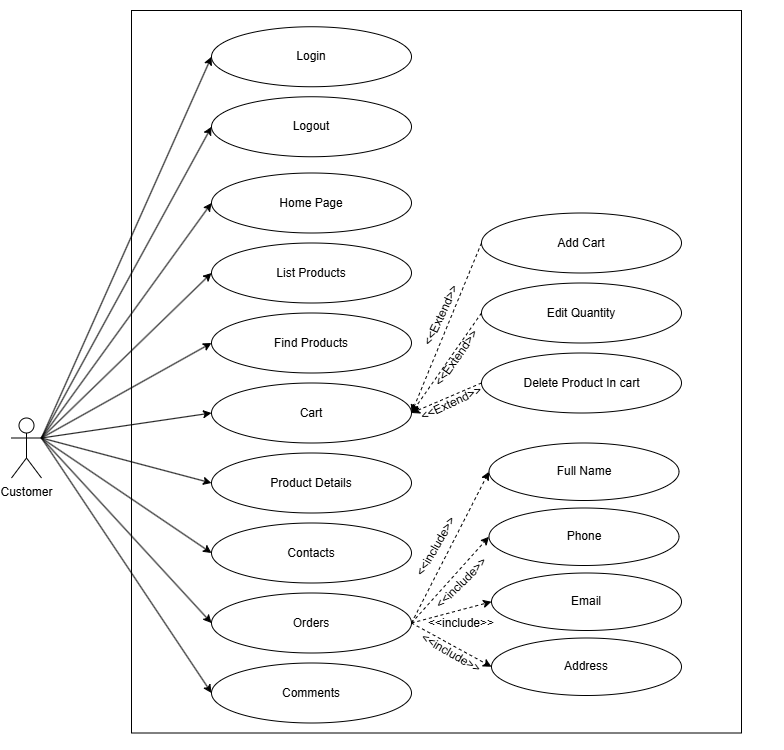 Login
Logout
Home Page
List Products
Find Products
Cart
Product Details
Contacts
Orders
Comments
Customer
Add Cart
Edit Quantity
Delete Product In cart
<<Extend>>
<<Extend>>
<<Extend>>
Full Name
Phone
Email
Address
<<include>>
<<include>>
<<include>>
<<include>>